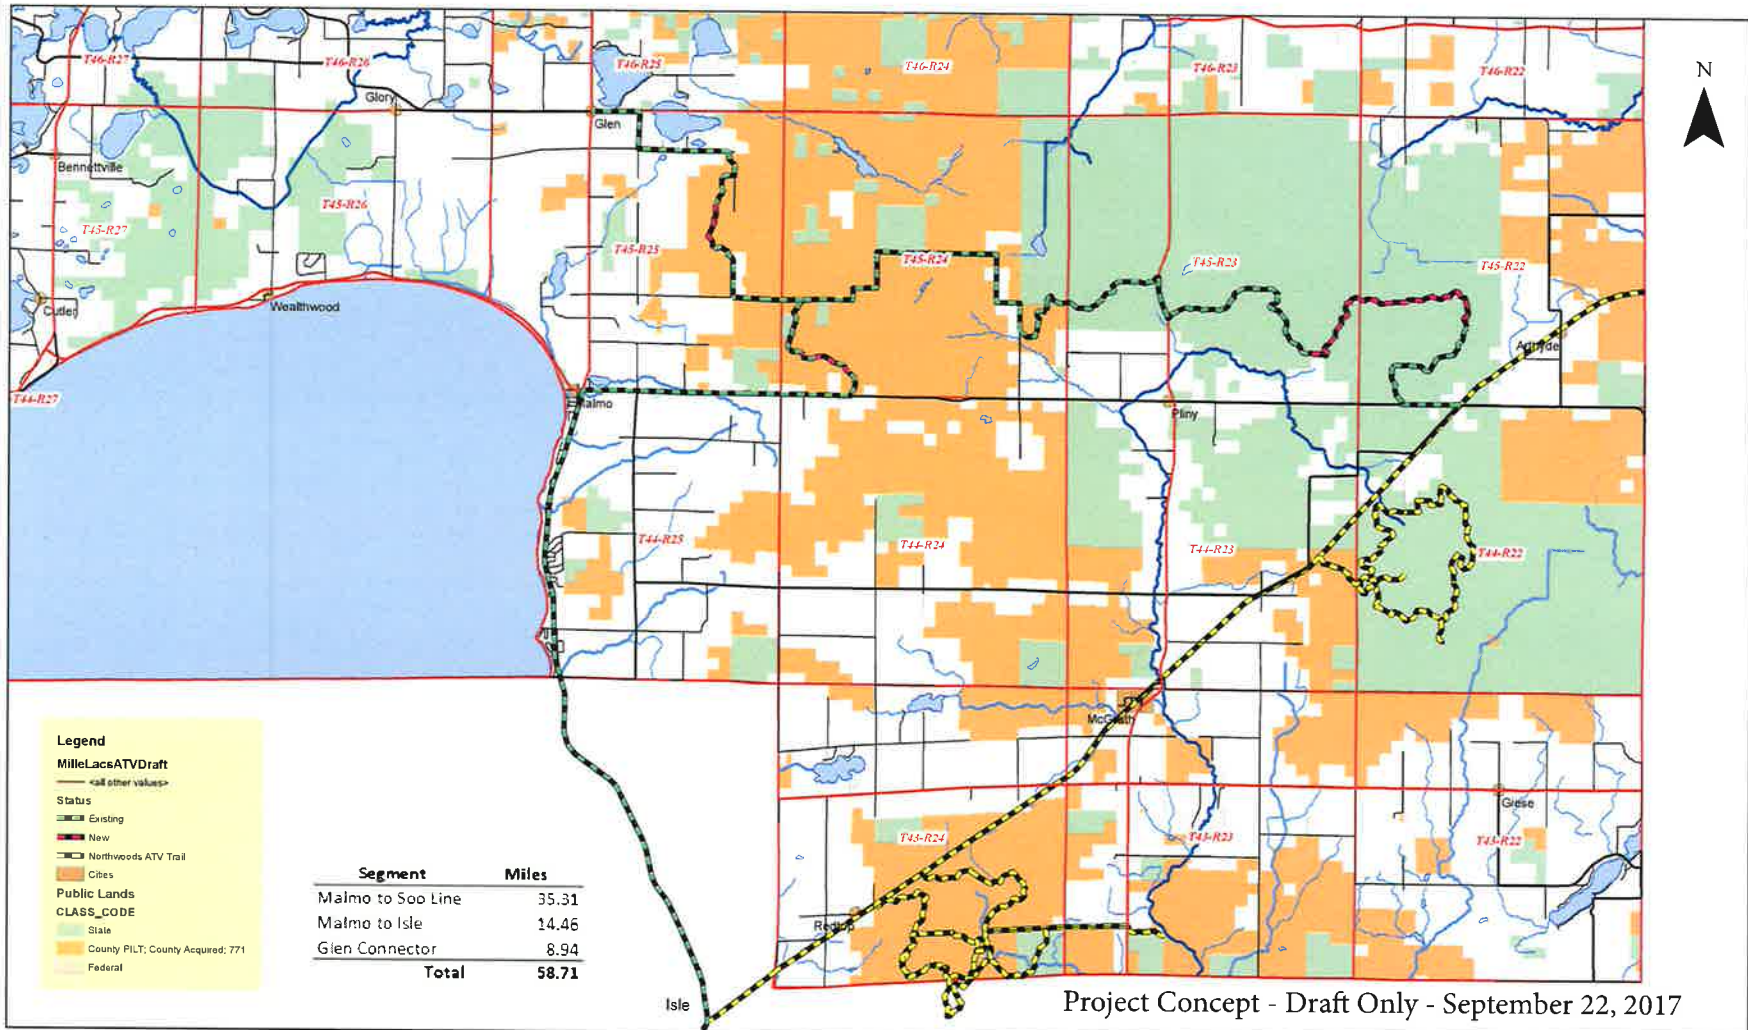 T46-R27
T46-R26
T46-R25
T46-R24
T46-R23
T46-R22
N
Glory
Glen
Bennettville
T45-R27
T45-R26
T45-R25
T45-R24
T45-R23
T45-R22
Cutler
Wealthwood
Arthyde
T44-R27
Malmo
Pliny
T44-R25
T44-R24
T44-R23
T44-R22
McGrath
Giese
T43-R24
T43-R23
T43-R22
Redtop
Isle
Legend
MilleLacsATVDraft
<all other values>
Status
Existing
New
Northwoods ATV Trail
Cities
Public Lands
CLASS_CODE
State
County PILT; County Acquired; 771
Federal
Segment Miles
Malmo to Soo Line 35.31
Malmo to Isle 14.46
Glen Connector 8.94
Total 58.71
Project Concept - Draft Only - September 22, 2017